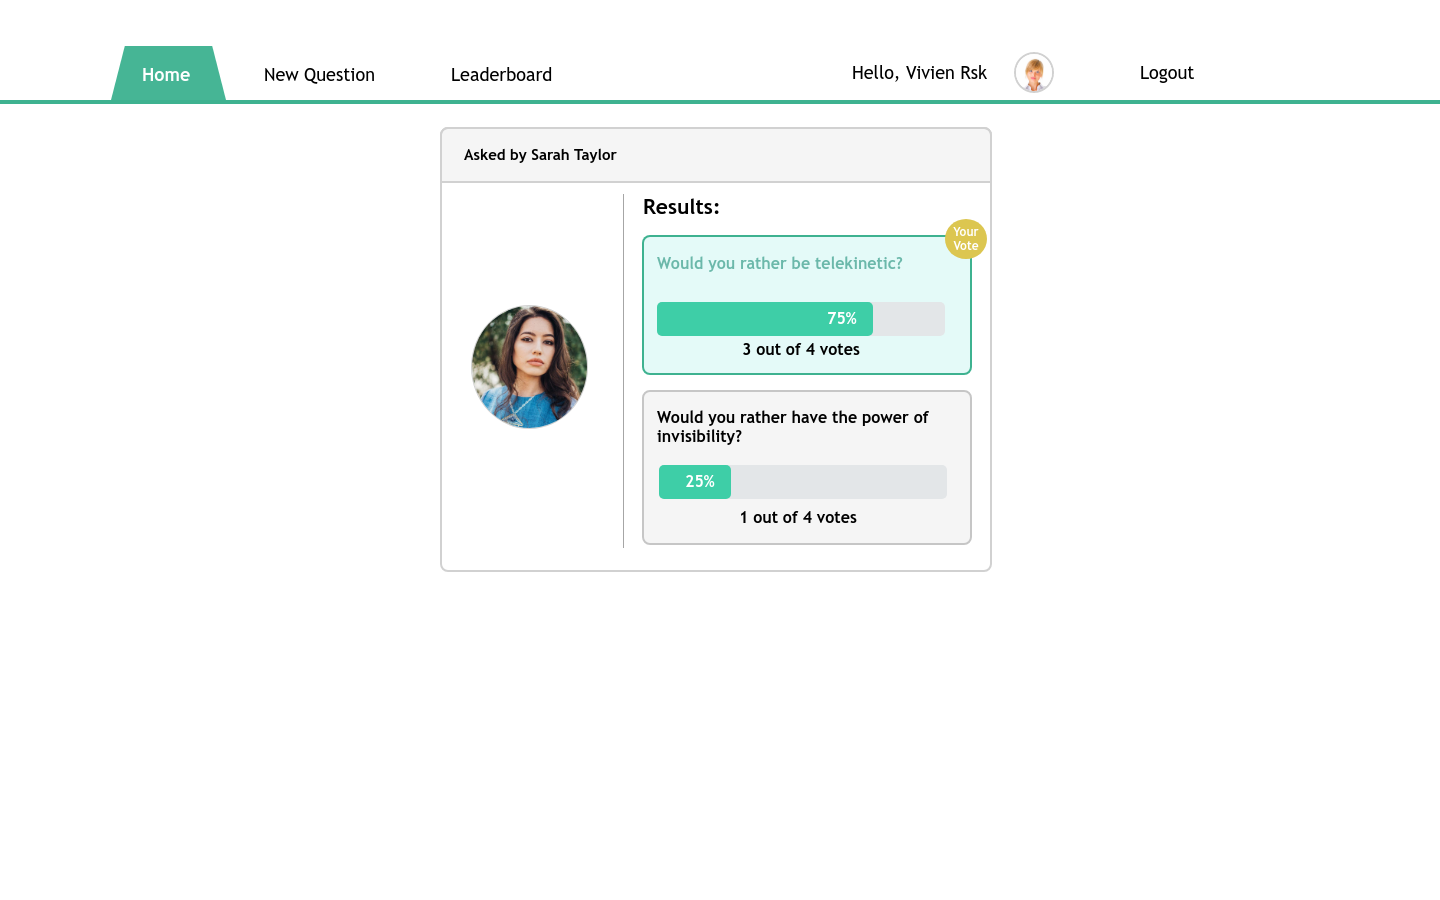 Home
New Question
Leaderboard
Hello, Vivien Rsk
Logout
Asked by Sarah Taylor
Results:
Your
Vote
Would you rather be telekinetic?
75%
3 out of 4 votes
Would you rather have the power of
invisibility?
25%
1 out of 4 votes